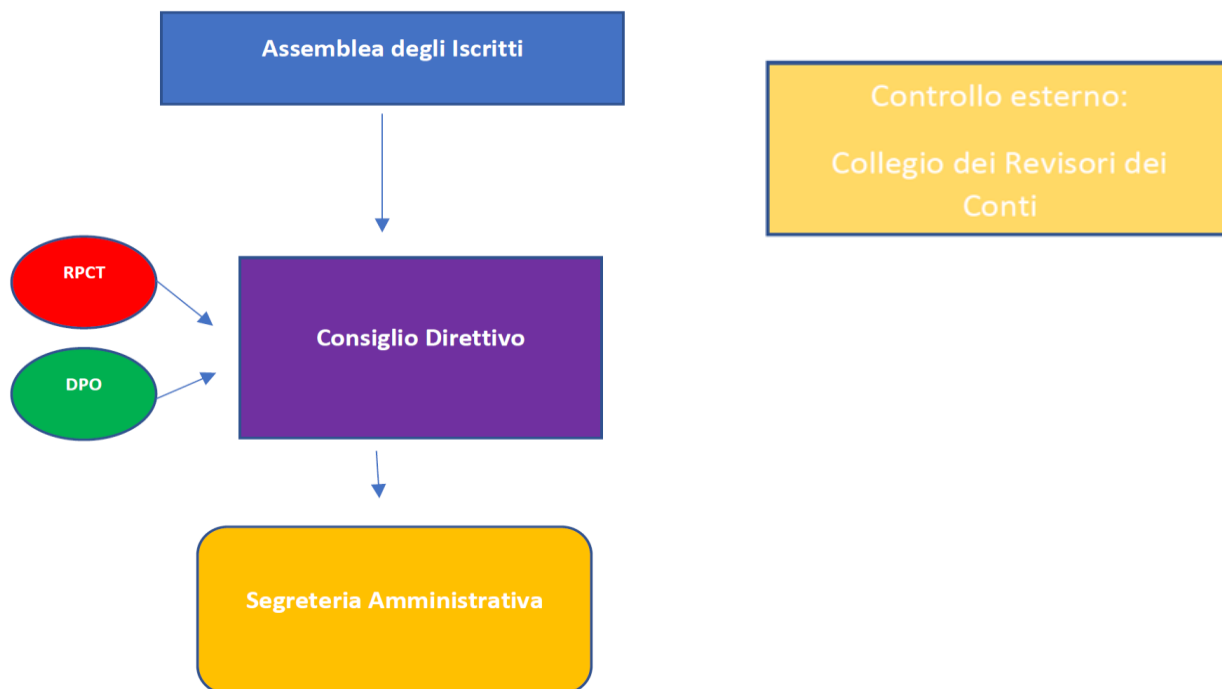 Assemblea degli Iscritti
Controllo esterno:
Collegio dei Revisori dei
Conti
RPCT
Consiglio Direttivo
DPO
Segreteria Amministrativa